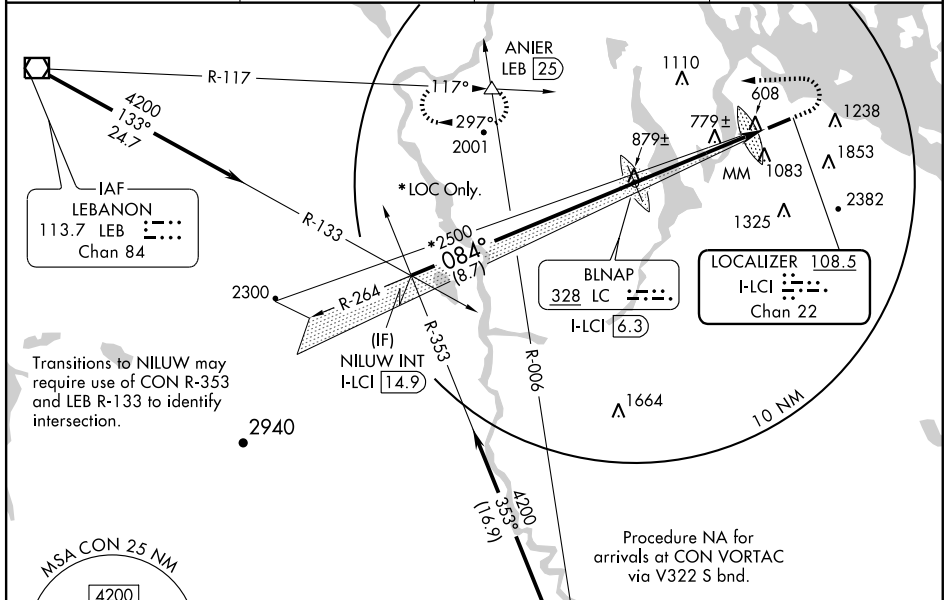 ANIER
LEB 25
R-117
117°
297°
2001
1110
608
779±
1238
879±
1853
MM
1083
2382
1325
4200
133°
24.7
IAF
LEBANON
113.7 LEB
Chan 84
*LOC Only.
R-133
*2500
084°
(8.7)
2300
R-264
(IF)
NILUW INT
I-LCI 14.9
BLNAP
328 LC
I-LCI 6.3
LOCALIZER 108.5
I-LCI
Chan 22
R-353
R-006
Transitions to NILUW may
require use of CON R-353
and LEB R-133 to identify
intersection.
2940
1664
10 NM
4200
353°
(16.9)
Procedure NA for
arrivals at CON VORTAC
via V322 S bnd.
MSA CON 25 NM
4200